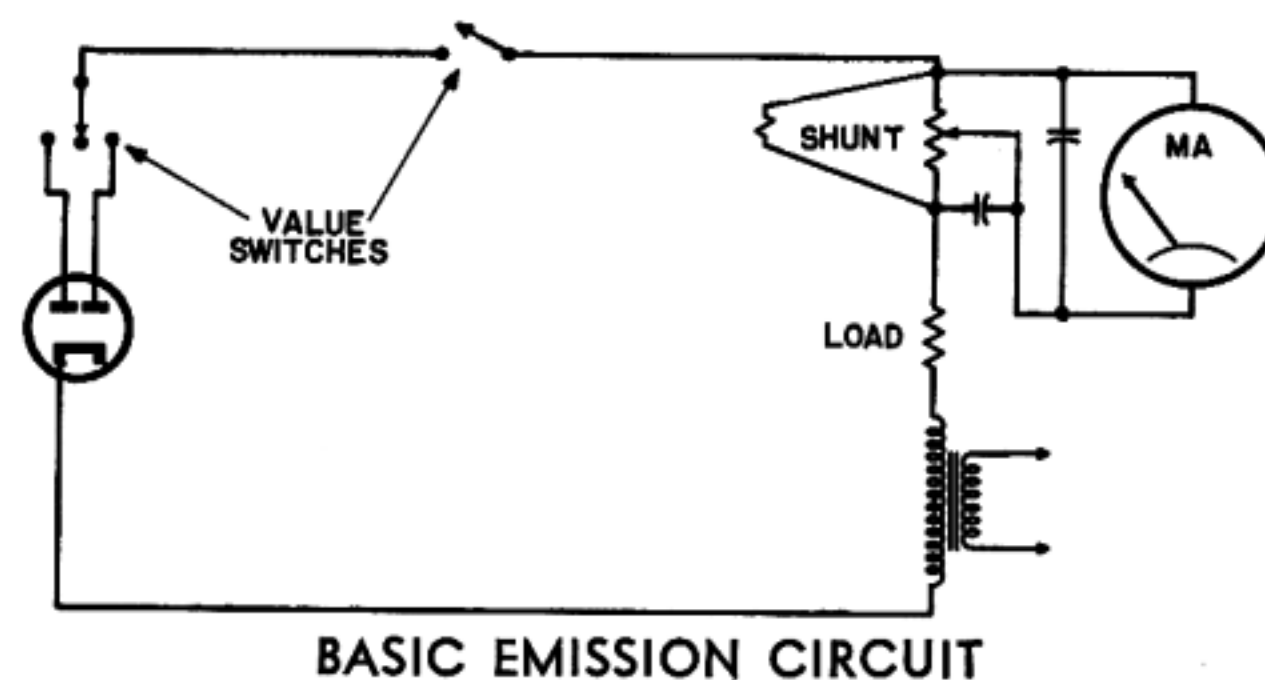 SHUNT
MA
VALUE
SWITCHES
LOAD
BASIC EMISSION CIRCUIT